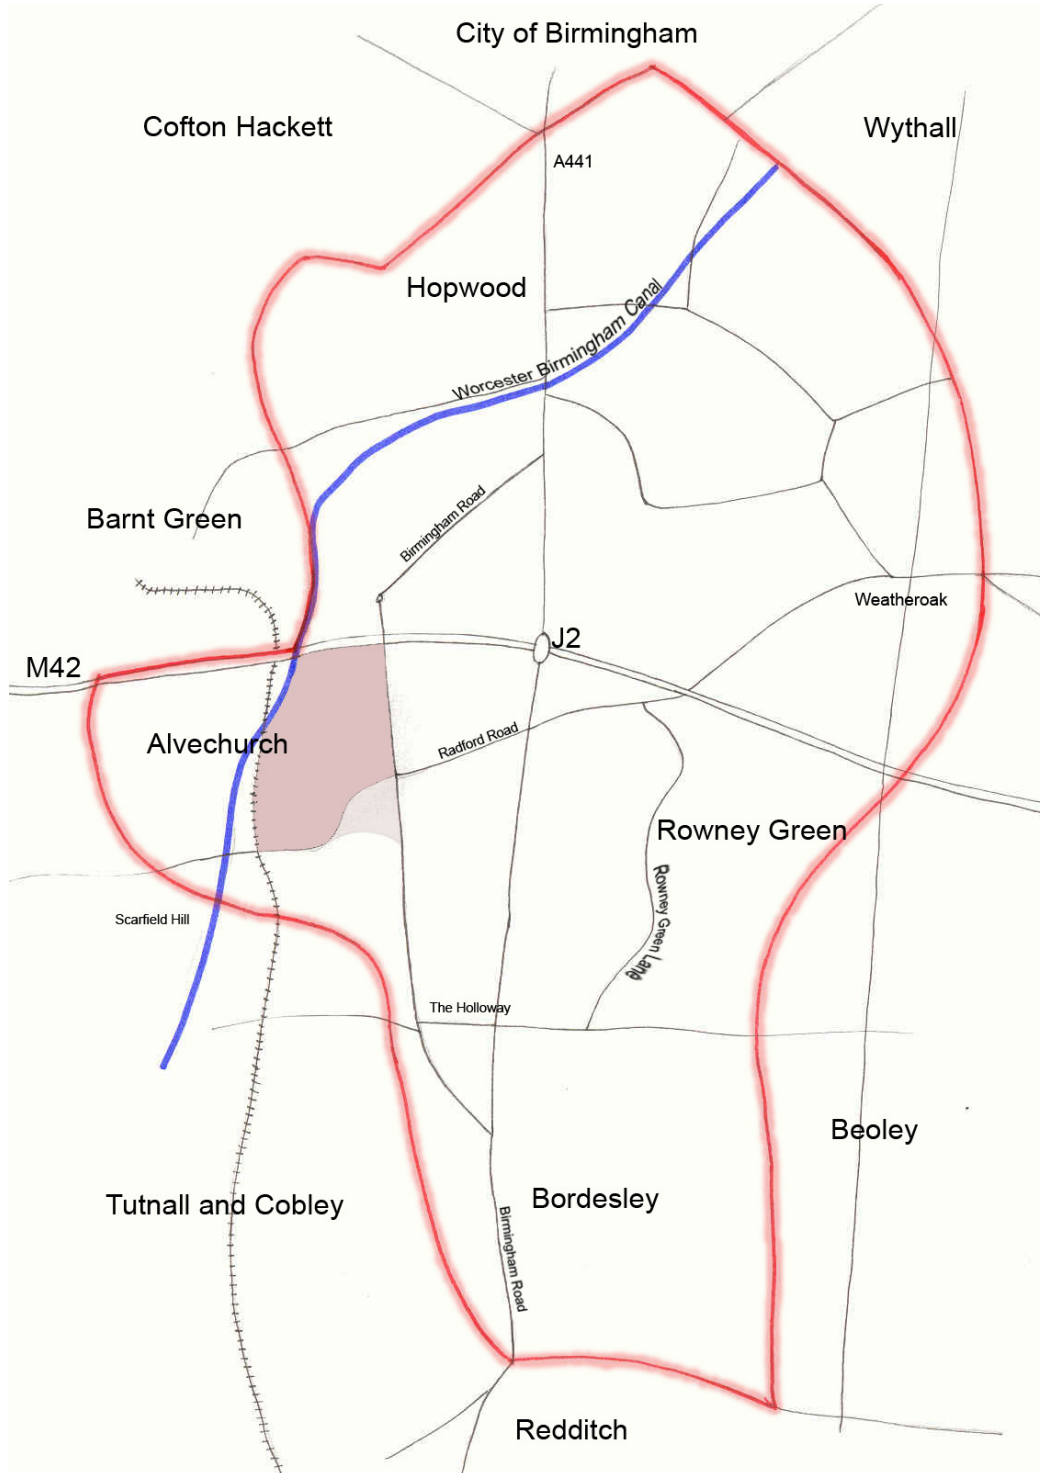 City of Birmingham
Cofton Hackett
Wythall
A441
Hopwood
Worcester Birmingham Canal
Birmingham Road
Barnt Green
Weatheroak
J2
M42
Alvechurch
Radford Road
Rowney Green
Rowney Green Lane
Scarfield Hill
The Holloway
Beoley
Tutnall and Cobley
Bordesley
Birmingham Road
Redditch